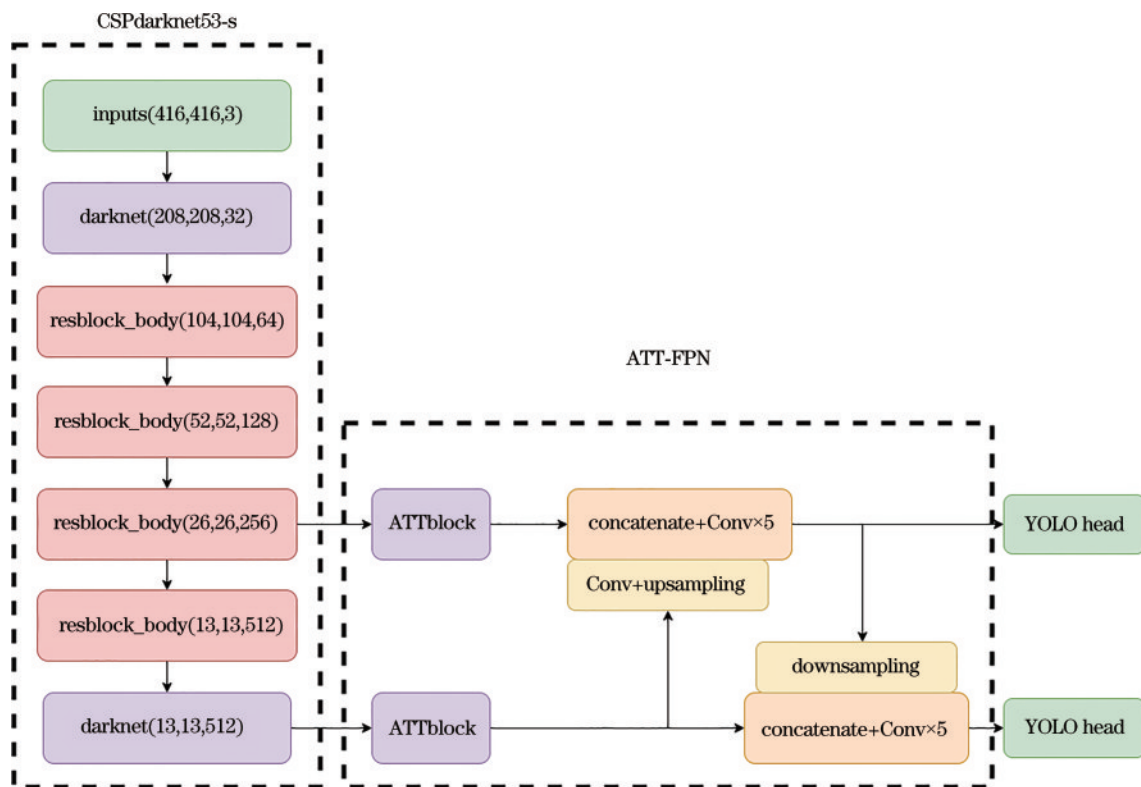 CSPdarknet53-s
inputs(416,416,3)
darknet(208,208,32)
resblock_body(104,104,64)
resblock_body(52,52,128)
resblock_body(26,26,256)
resblock_body(13,13,512)
darknet(13,13,512)
ATT-FPN
ATTblock
concatenate+Conv×5
Conv+upsampling
YOLO head
downsampling
ATTblock
concatenate+Conv×5
YOLO head